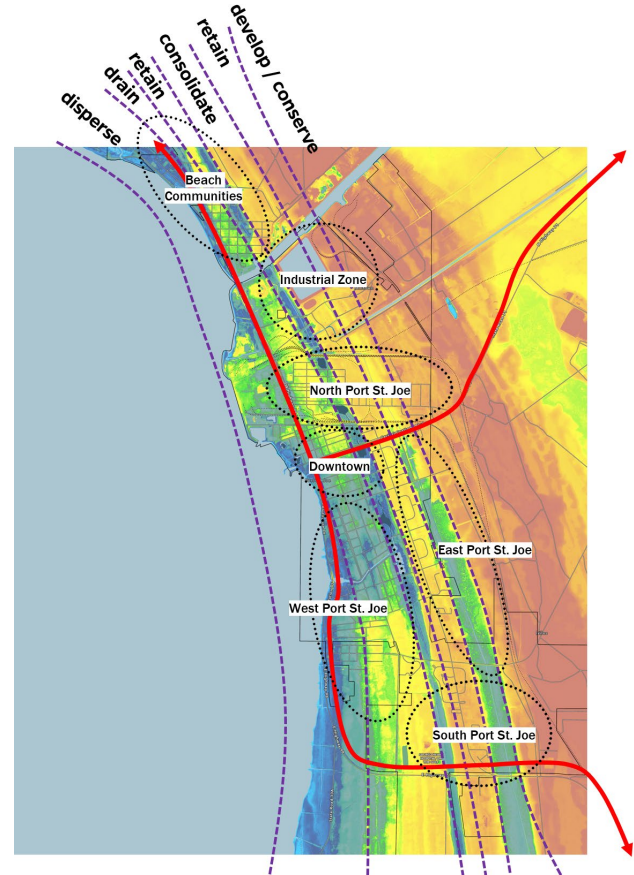 disperse
drain
retain
consolidate
retain
develop / conserve
Beach
Communities
Industrial Zone
North Port St. Joe
Downtown
East Port St. Joe
West Port St. Joe
South Port St. Joe